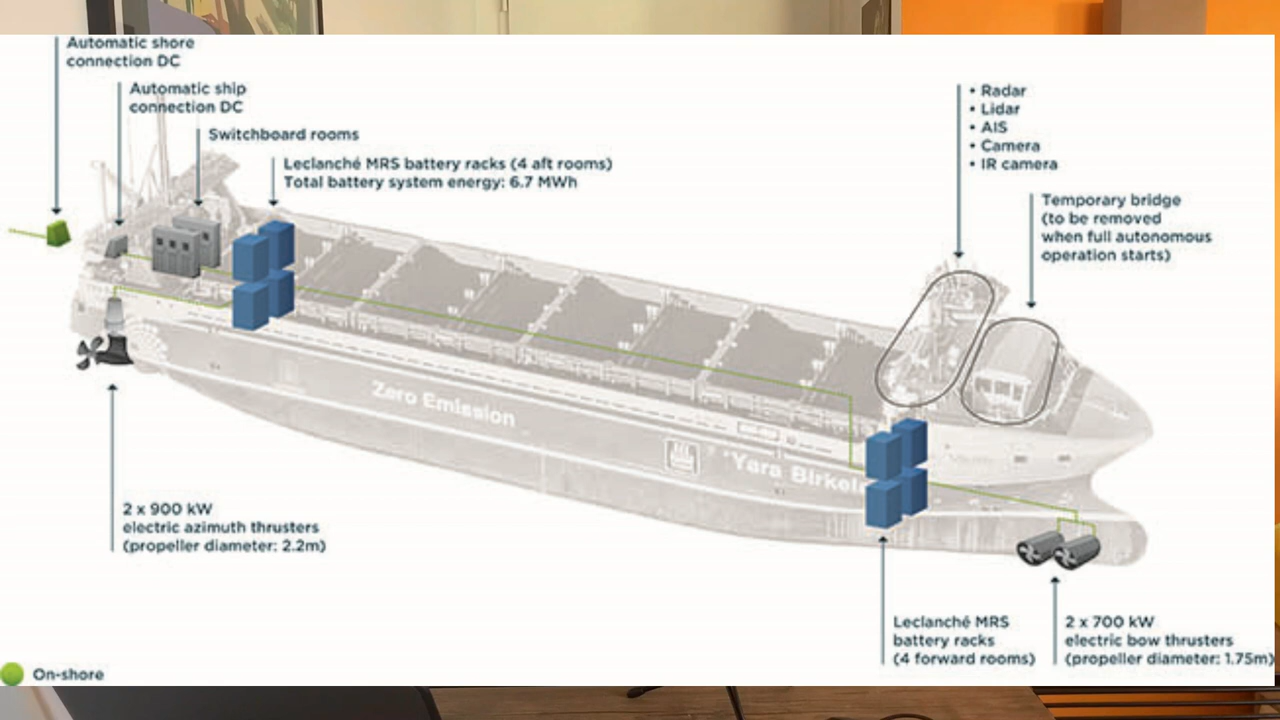 Automatic shore
connection DC
Automatic ship
connection DC
Switchboard rooms
Leclanché MRS battery racks (4 aft rooms)
Total battery system energy: 6.7 MWh
• Radar
• Lidar
• AIS
• Camera
• IR camera
Temporary bridge
(to be removed
when full autonomous
operation starts)
Zero Emission
Yara
2 x 900 kW
electric azimuth thrusters
(propeller diameter: 2.2m)
Leclanché MRS
battery racks
(4 forward rooms)
2 x 700 kW
electric bow thrusters
(propeller diameter: 1.75m)
On-shore